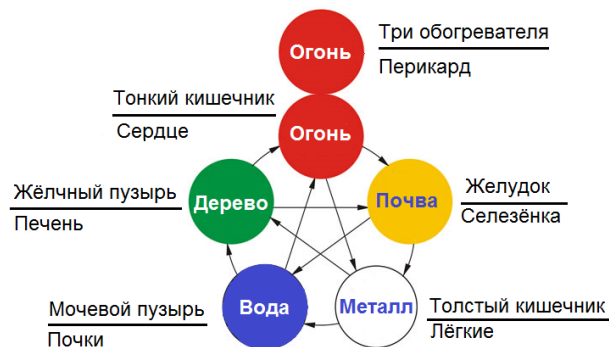 Огонь
Три обогревателя
Перикард
Тонкий кишечник
Сердце
Огонь
Жёлчный пузырь
Печень
Дерево
Почва
Желудок
Селезёнка
Мочевой пузырь
Почки
Вода
Металл
Толстый кишечник
Лёгкие